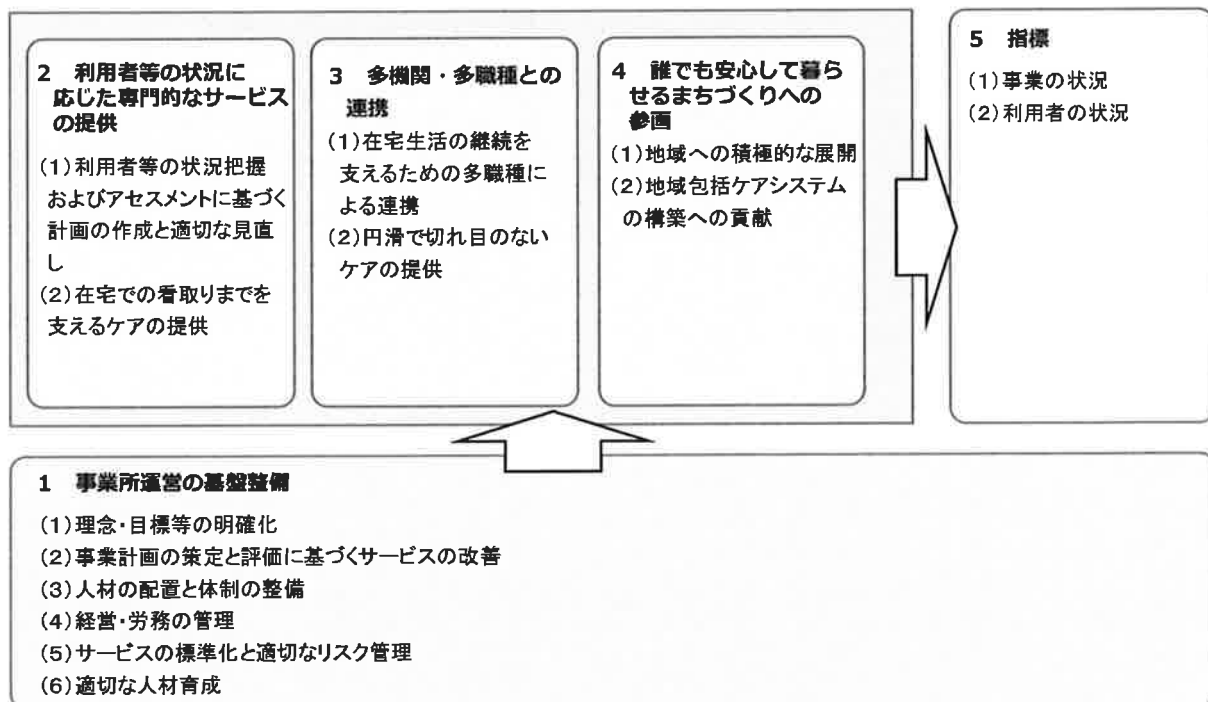 2 利用者等の状況に
応じた専門的なサービス
の提供
(1)利用者等の状況把握
およびアセスメントに基づく
計画の作成と適切な見直
し
(2)在宅での看取りまでを
支えるケアの提供
3 多機関・多職種との
連携
(1)在宅生活の継続を
支えるための多職種に
よる連携
(2)円滑で切れ目のない
ケアの提供
4 誰でも安心して暮ら
せるまちづくりへの
参画
(1)地域への積極的な展開
(2)地域包括ケアシステム
の構築への貢献
5 指標
(1)事業の状況
(2)利用者の状況
1 事業所運営の基盤整備
(1)理念・目標等の明確化
(2)事業計画の策定と評価に基づくサービスの改善
(3)人材の配置と体制の整備
(4)経営・労務の管理
(5)サービスの標準化と適切なリスク管理
(6)適切な人材育成